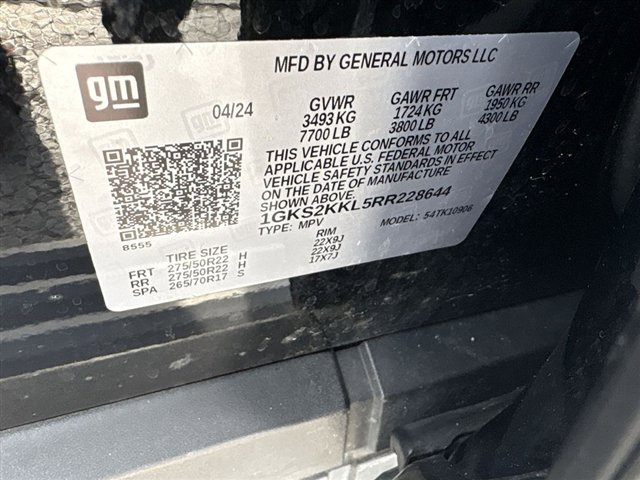 MFD BY GENERAL MOTORS LLC
gm
04/24
GVWR GAWR FRT GAWR RR
3493 KG 1724 KG 1950 KG
7700 LB 3800 LB 4300 LB
THIS VEHICLE CONFORMS TO ALL
APPLICABLE U.S. FEDERAL MOTOR
VEHICLE SAFETY STANDARDS IN EFFECT
ON THE DATE OF MANUFACTURE
SHOWN ABOVE.
1GKS2KKL5RR228644
TYPE: MPV MODEL: 54TK10906
8555
TIRE SIZE RIM
FRT 275/50R22 H 22X9J
RR 275/50R22 H 22X9J
SPA 265/70R17 S 17X7J